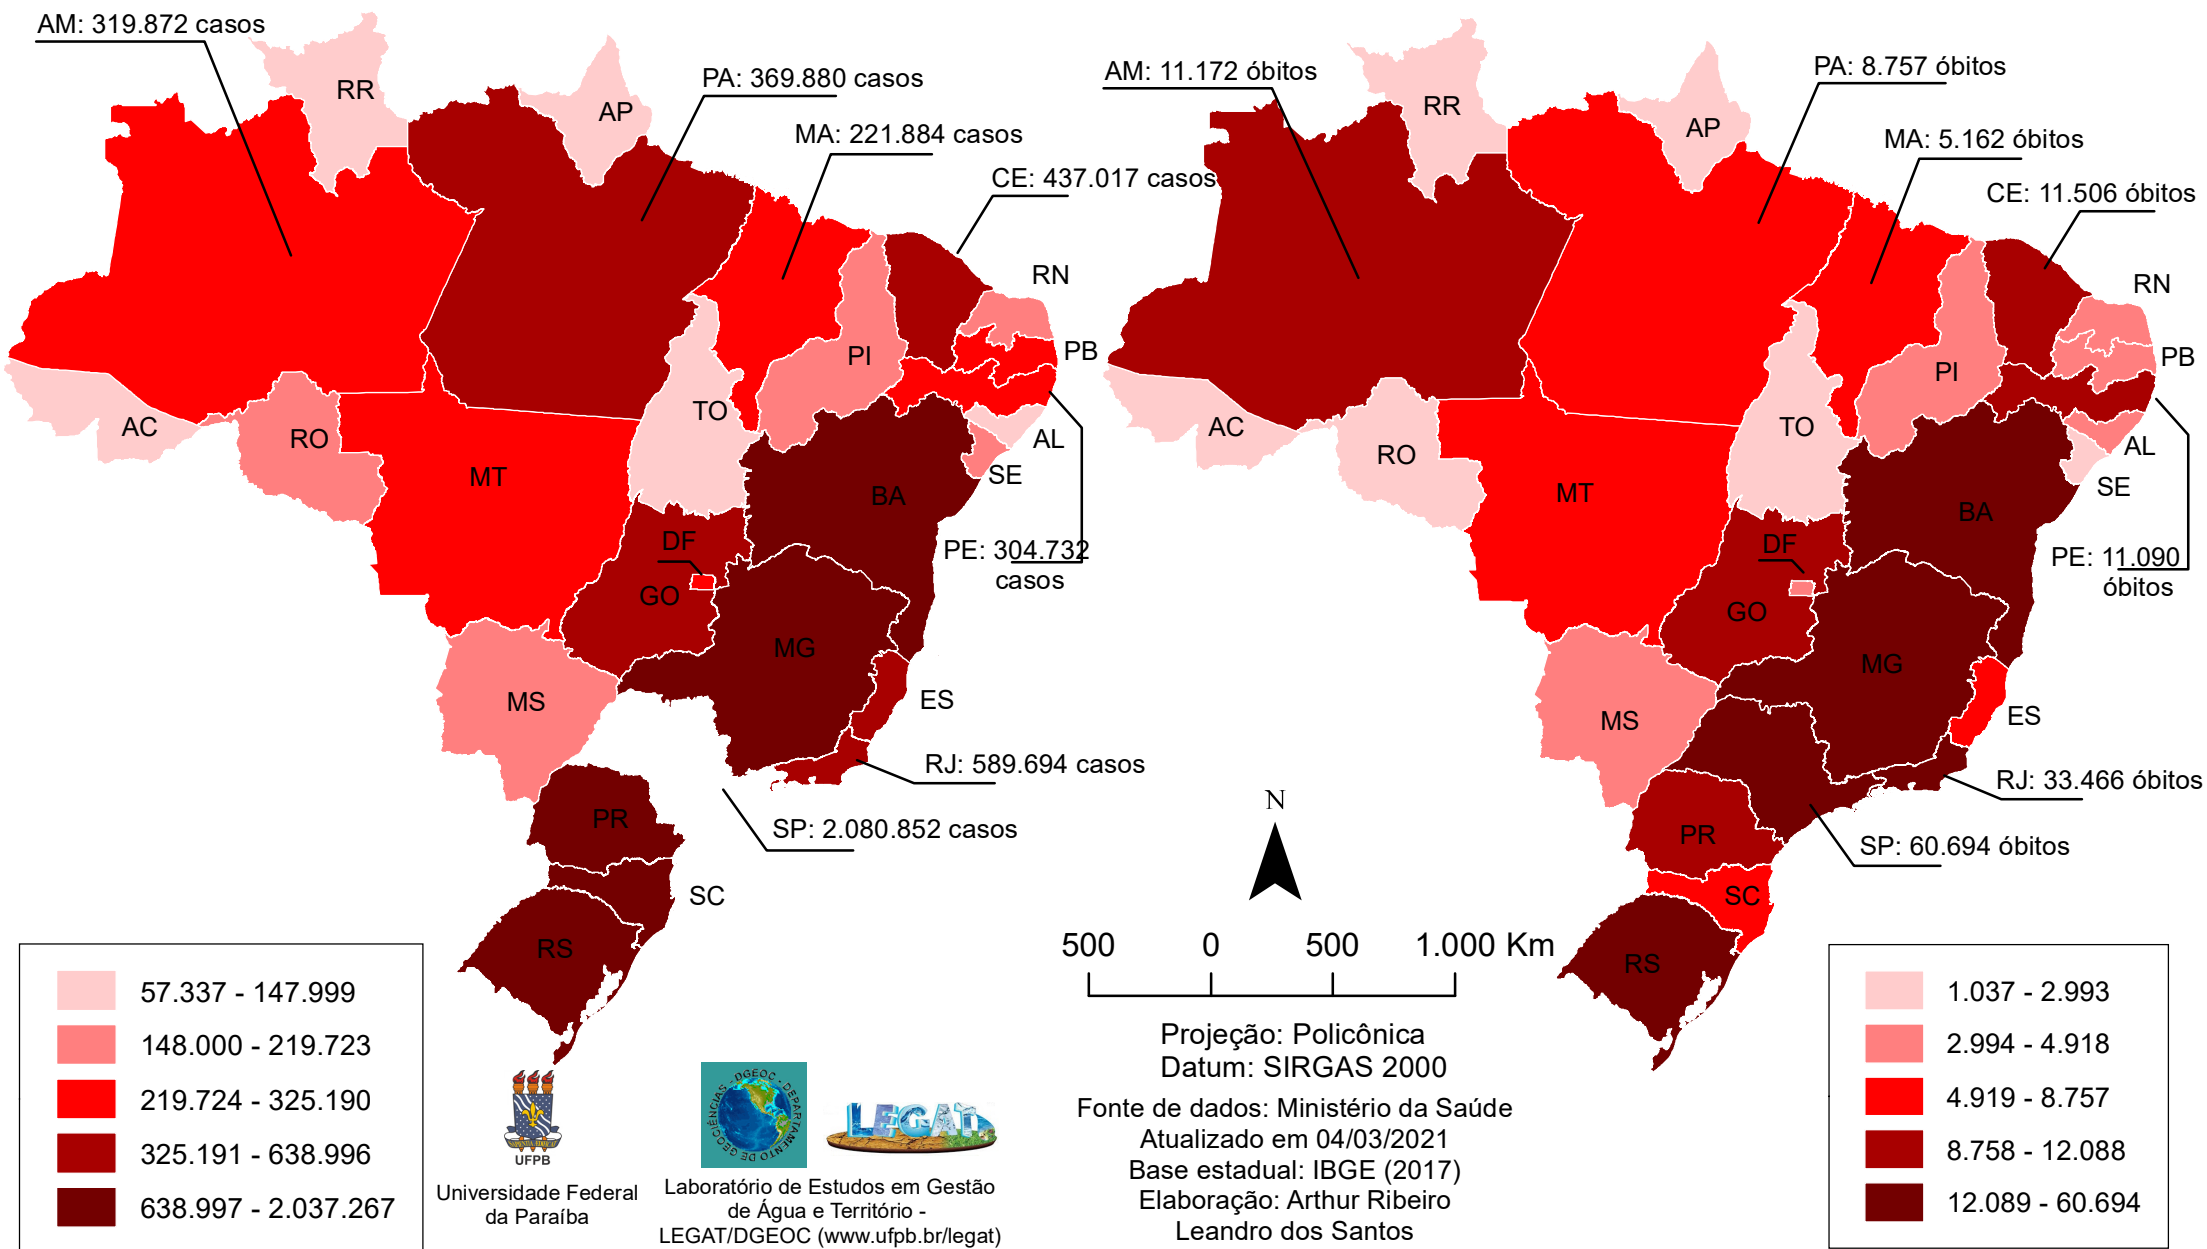 AM: 319.872 casos
RR
AP
PA: 369.880 casos
MA: 221.884 casos
CE: 437.017 casos
RN
PB
PI
TO
AC
RO
MT
AL
SE
BA
DF
PE: 304.732
casos
GO
MG
MS
ES
RJ: 589.694 casos
PR
SP: 2.080.852 casos
SC
RS
57.337 - 147.999
148.000 - 219.723
219.724 - 325.190
325.191 - 638.996
638.997 - 2.037.267
UFPB
Universidade Federal
da Paraíba
DGEOC - DEPARTAMENTO DE GEOCIÊNCIAS -
LEGAT
Laboratório de Estudos em Gestão
de Água e Território -
LEGAT/DGEOC (www.ufpb.br/legat)
AM: 11.172 óbitos
RR
AP
PA: 8.757 óbitos
MA: 5.162 óbitos
CE: 11.506 óbitos
RN
PB
PI
TO
AC
RO
MT
AL
SE
BA
DF
PE: 11.090
óbitos
GO
MG
MS
ES
RJ: 33.466 óbitos
PR
SP: 60.694 óbitos
SC
RS
N
500 0 500 1.000 Km
Projeção: Policônica
Datum: SIRGAS 2000
Fonte de dados: Ministério da Saúde
Atualizado em 04/03/2021
Base estadual: IBGE (2017)
Elaboração: Arthur Ribeiro
Leandro dos Santos
1.037 - 2.993
2.994 - 4.918
4.919 - 8.757
8.758 - 12.088
12.089 - 60.694